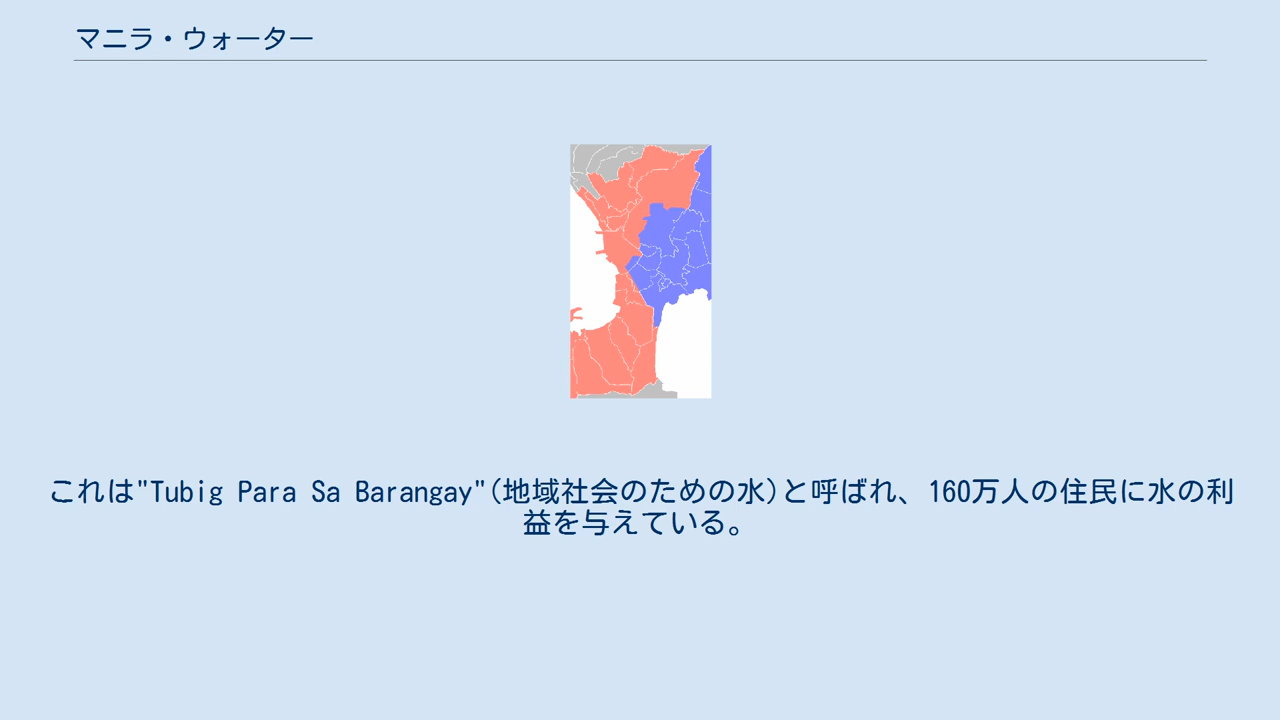 マニラ・ウォーター
これは"Tubig Para Sa Barangay"(地域社会のための水)と呼ばれ、160万人の住民に水の利
益を与えている。